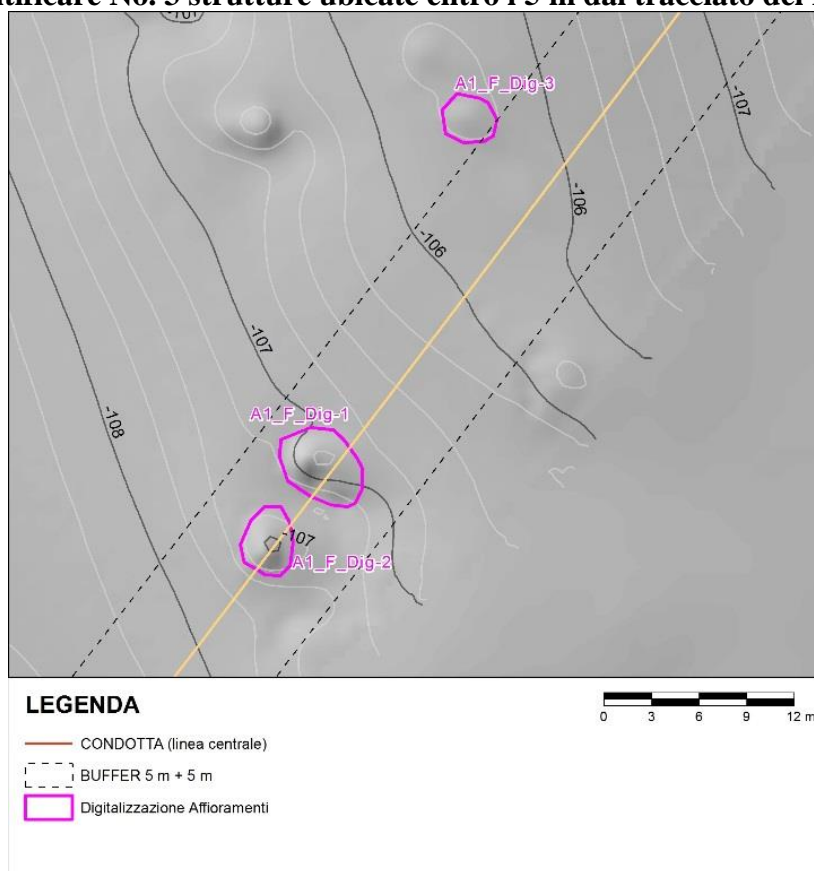 tificare No. 3 strutture ubicate entro i 5 m dal tracciato del
A1_F_Dig-3
-107
-106
-106
-107
A1_F_Dig-1
-108
-107
A1_F_Dig-2
LEGENDA
0 3 6 9 12 m
CONDOTTA (linea centrale)
BUFFER 5 m + 5 m
Digitalizzazione Affioramenti